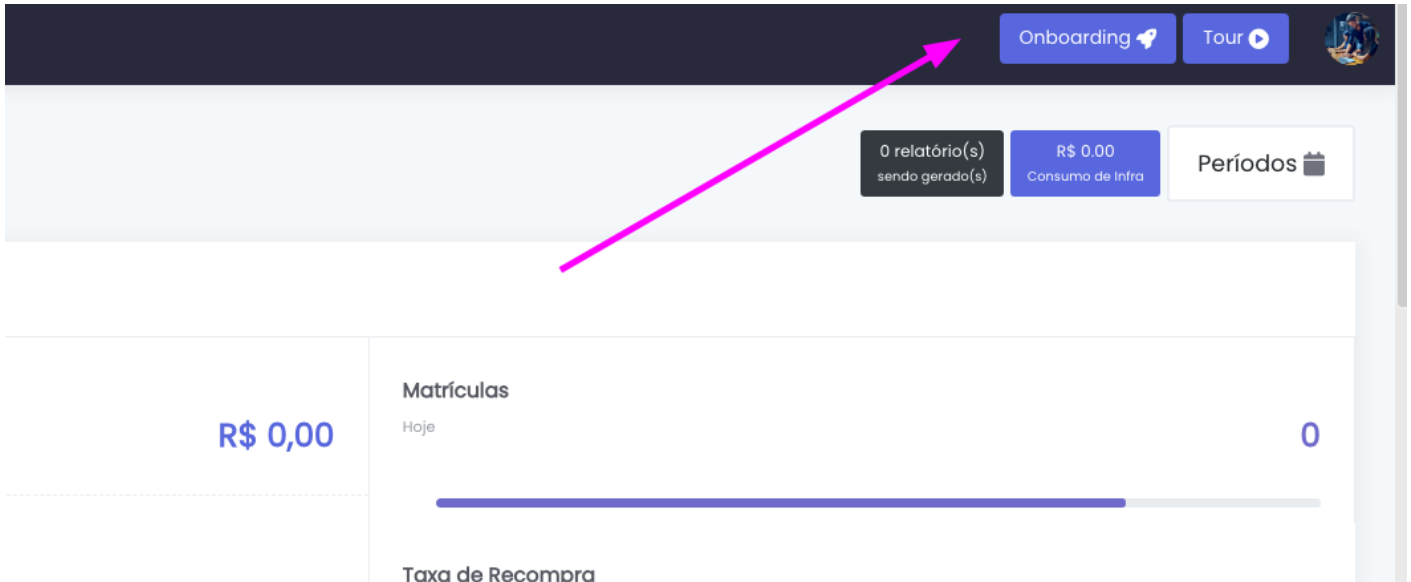 Onboarding
Tour
0 relatório(s)
sendo gerado(s)
R$ 0.00
Consumo de Infra
Períodos
R$ 0,00
Matrículas
Hoje
0
Taxa de Recompra